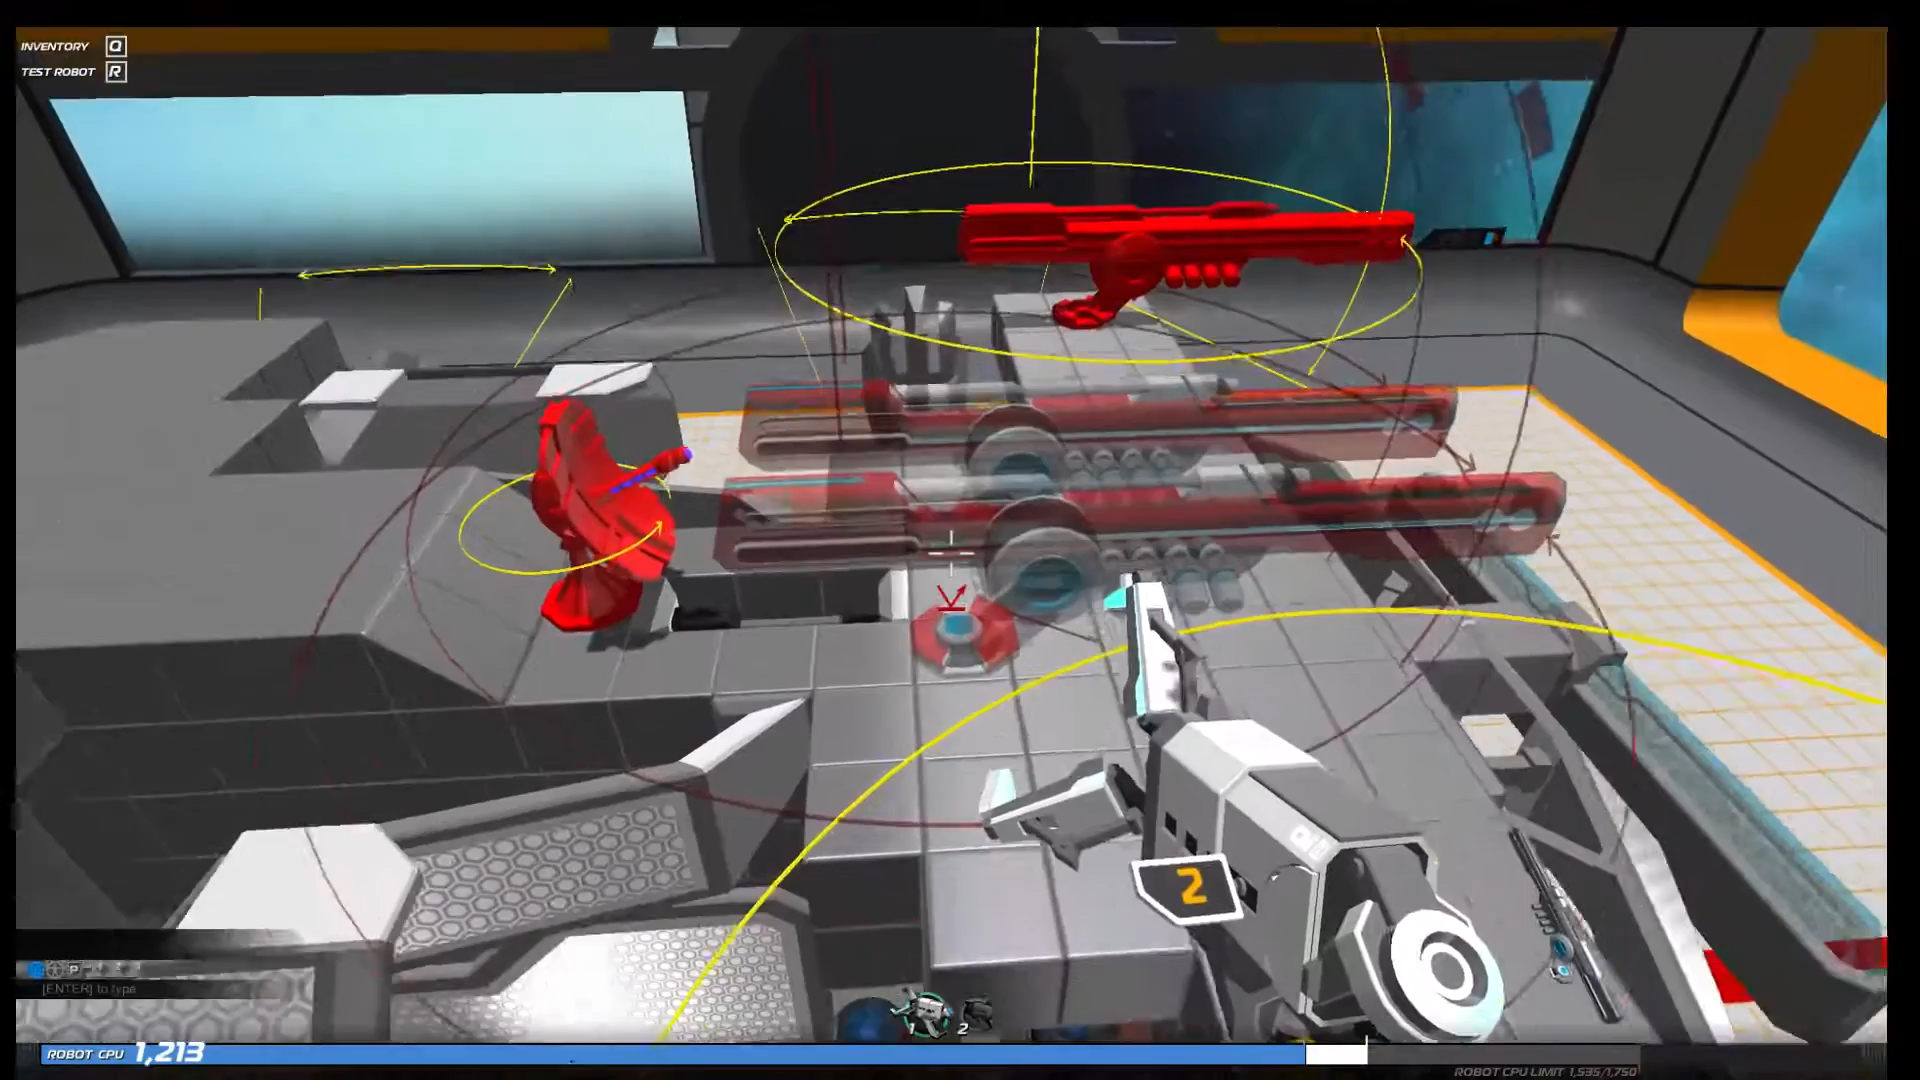 INVENTORY Q
TEST ROBOT R
2
P
[ENTER] to type
1
2
ROBOT CPU 1,213
ROBOT CPU LIMIT 1,535/1,750